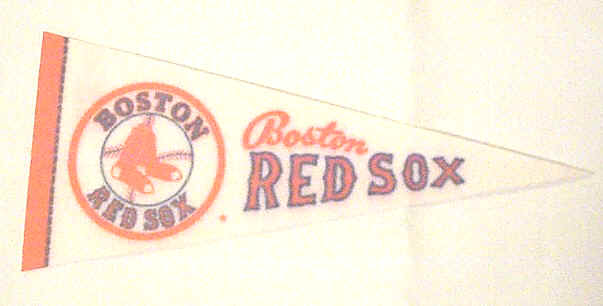 BOSTON
RED SOX
Boston
RED SOX